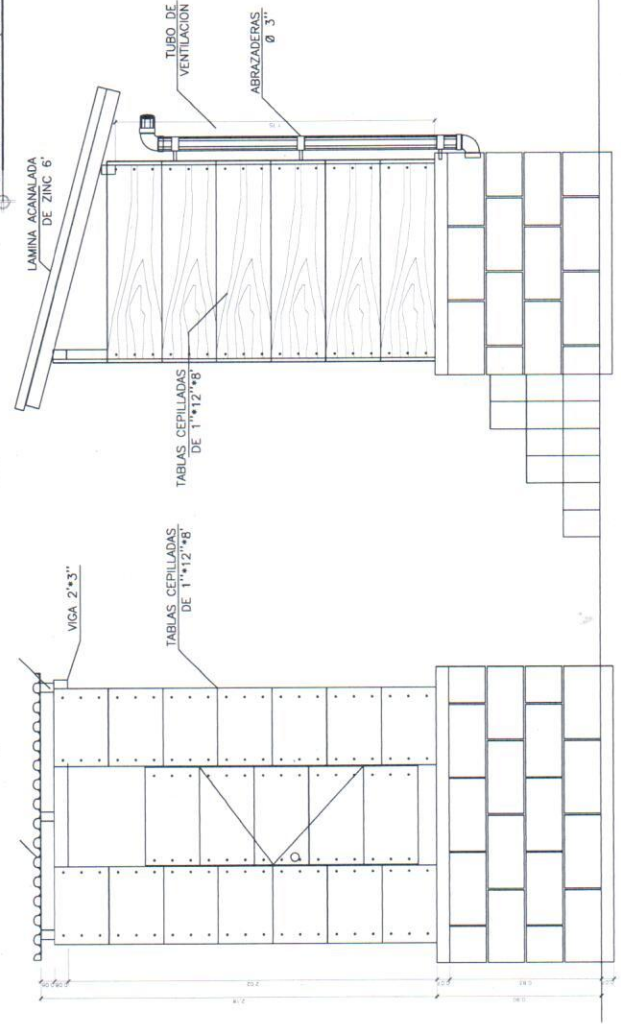 LAMINA ACANALADA
DE ZINC 6'
TUBO DE
VENTILACION
ABRAZADERAS
Ø 3"
TABLAS CEPILLADAS
DE 1"*12"*8'
VIGA 2"*3"
TABLAS CEPILLADAS
DE 1"*12"*8'